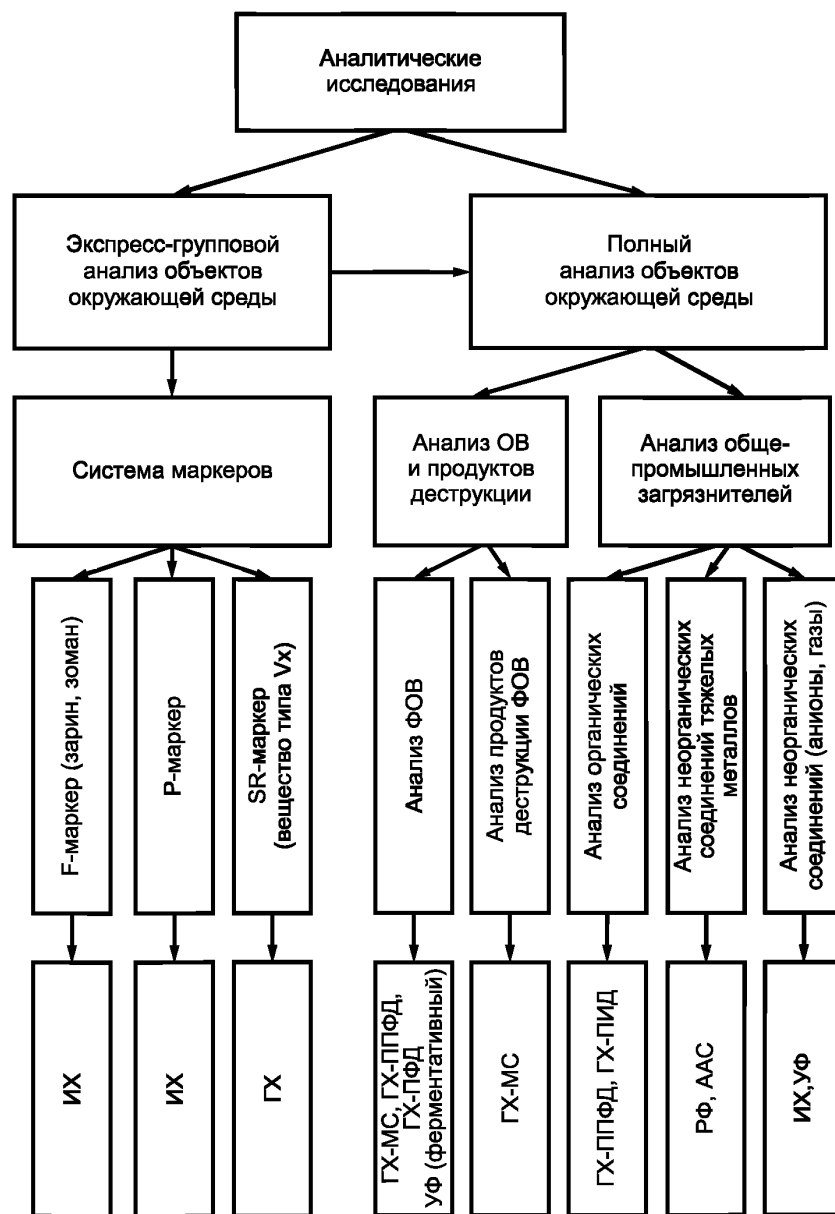 Аналитические
исследования
Экспресс-групповой
анализ объектов
окружающей среды
Полный
анализ объектов
окружающей среды
Система маркеров
Анализ ОВ
и продуктов
деструкции
Анализ обще-
промышленных
загрязнителей
F-маркер (зарин, зоман)
Р-маркер
SR-маркер
(вещество типа Vx)
Анализ ФОВ
Анализ продуктов
деструкции ФОВ
Анализ органических
соединений
Анализ неорганических
соединений тяжелых
металлов
Анализ неорганических
соединений (анионы, газы)
ИХ
ИХ
ГХ
ГХ-МС, ГХ-ППФД,
ГХ-ПФД
УФ (ферментативный)
ГХ-МС
ГХ-ППФД, ГХ-ПИД
РФ, ААС
ИХ,УФ